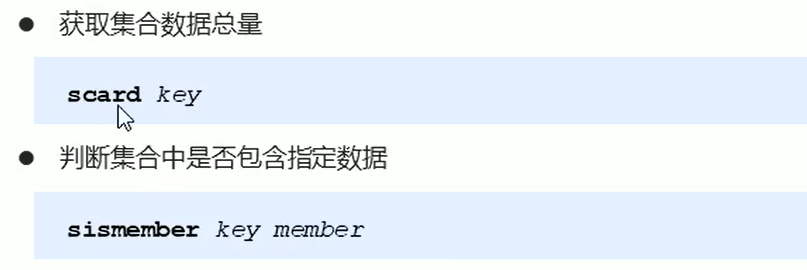 ● 获取集合数据总量
scard key
● 判断集合中是否包含指定数据
sismember key member